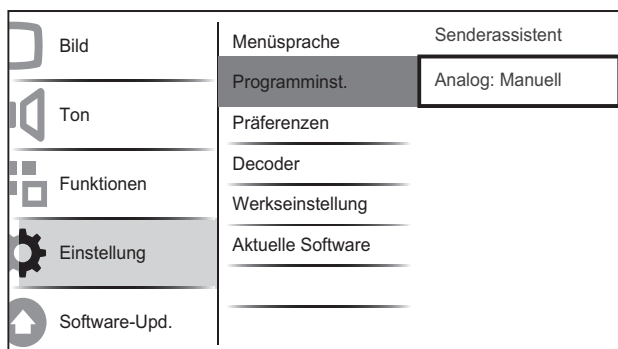 Bild
Ton
Funktionen
Einstellung
Software-Upd.
Menüsprache
Programminst.
Präferenzen
Decoder
Werkseinstellung
Aktuelle Software
Senderassistent
Analog: Manuell